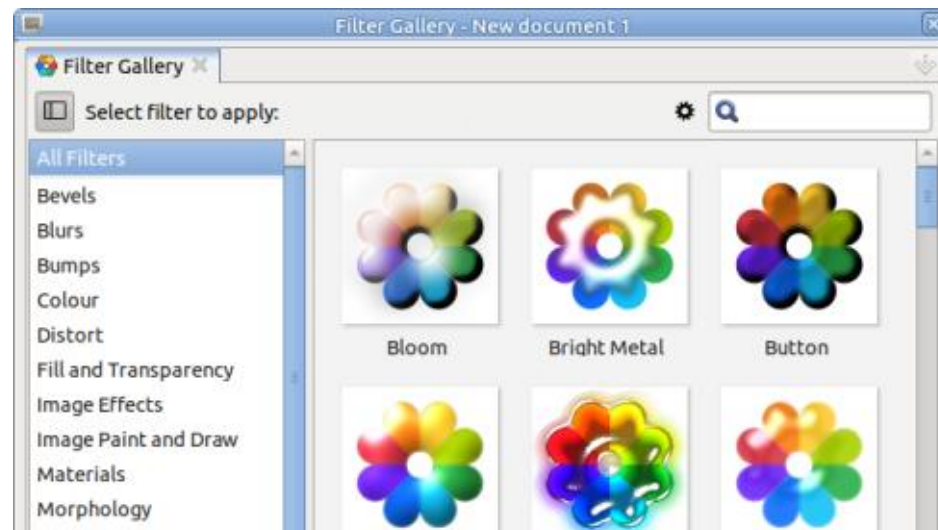 Filter Gallery - New document 1
Filter Gallery
Select filter to apply:
All Filters
Bevels
Blurs
Bumps
Colour
Distort
Fill and Transparency
Image Effects
Image Paint and Draw
Materials
Morphology
Bloom
Bright Metal
Button